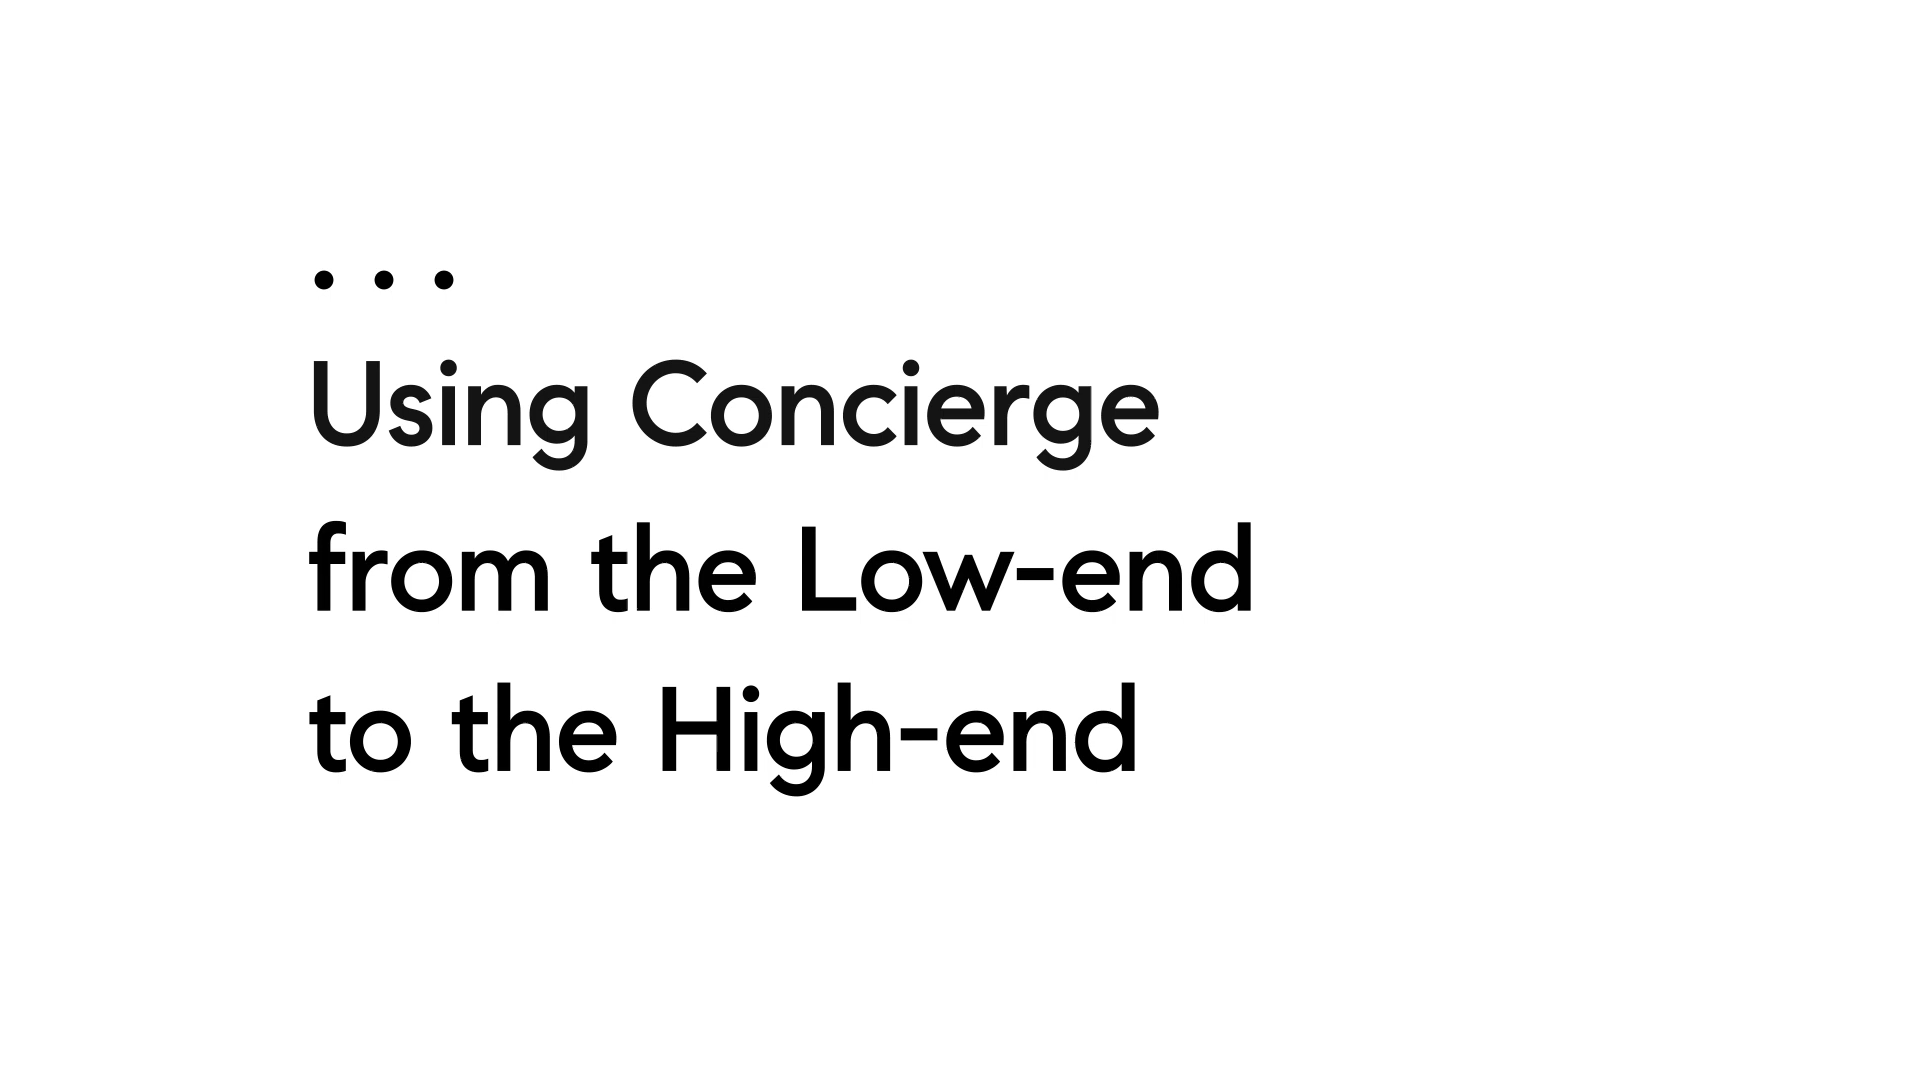 • • •
Using Concierge
from the Low-end
to the High-end